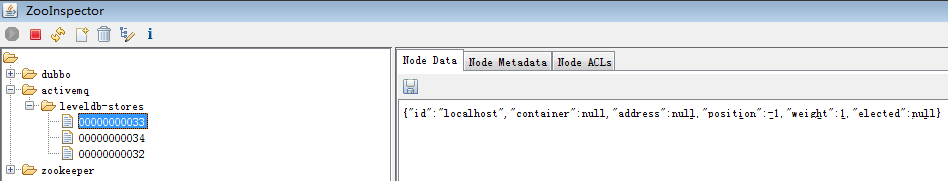 ZooInspector
dubbo
activemq
leveldb-stores
00000000033
00000000034
00000000032
zookeeper
Node Data Node Metadata Node ACLs
{"id":"localhost","container":null,"address":null,"position":-1,"weight":1,"elected":null}